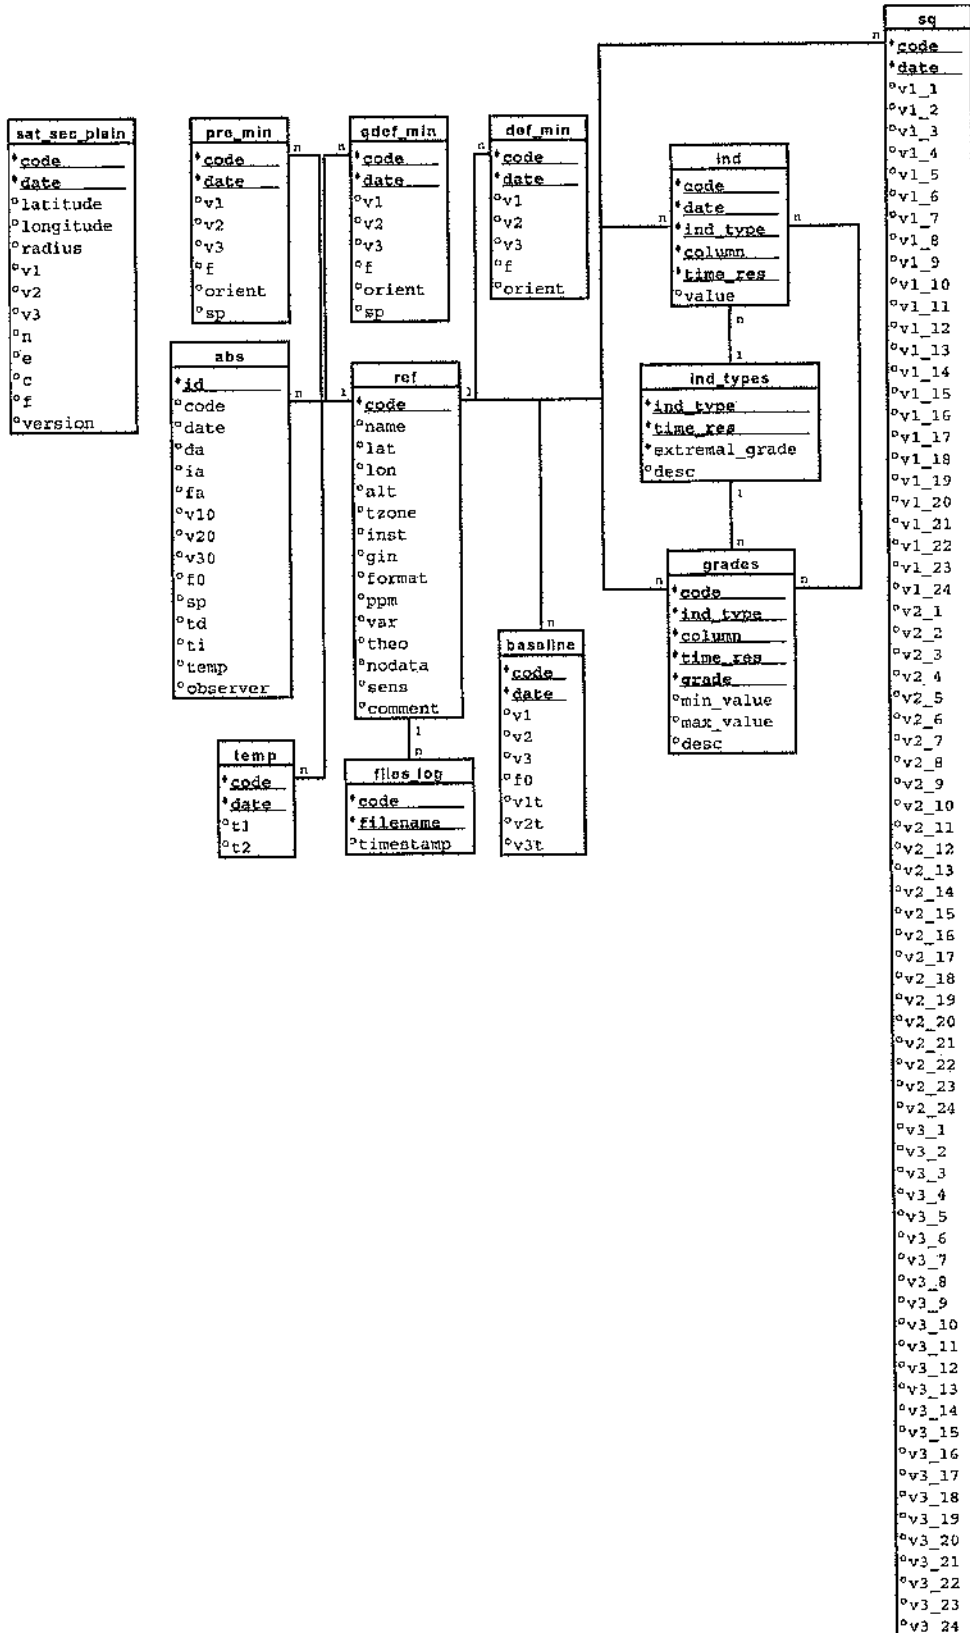 sat_sec_plain
code
date
latitude
longitude
radius
v1
v2
v3
n
e
c
f
version
pro_min
code
date
v1
v2
v3
f
orient
sp
n
qdef_min
code
date
v1
v2
v3
f
orient
sp
n
def_min
code
date
v1
v2
v3
f
orient
n
abs
id
code
date
da
ia
fa
v10
v20
v30
f0
sp
td
ti
temp
observer
n
1
ref
code
name
lat
lon
alt
tzone
inst
gin
format
ppm
var
theo
nodata
sens
comment
1
1
n
temp
code
date
t1
t2
n
files_log
code
filename
timestamp
n
baseline
code
date
v1
v2
v3
f0
v1t
v2t
v3t
ind
code
date
ind_type
column
time_res
value
n
n
n
1
ind_types
ind_type
time_res
extremal_grade
desc
1
n
grades
code
ind_type
column
time_res
grade
min_value
max_value
desc
n
n
n
sq
code
date
v1_1
v1_2
v1_3
v1_4
v1_5
v1_6
v1_7
v1_8
v1_9
v1_10
v1_11
v1_12
v1_13
v1_14
v1_15
v1_16
v1_17
v1_18
v1_19
v1_20
v1_21
v1_22
v1_23
v1_24
v2_1
v2_2
v2_3
v2_4
v2_5
v2_6
v2_7
v2_8
v2_9
v2_10
v2_11
v2_12
v2_13
v2_14
v2_15
v2_16
v2_17
v2_18
v2_19
v2_20
v2_21
v2_22
v2_23
v2_24
v3_1
v3_2
v3_3
v3_4
v3_5
v3_6
v3_7
v3_8
v3_9
v3_10
v3_11
v3_12
v3_13
v3_14
v3_15
v3_16
v3_17
v3_18
v3_19
v3_20
v3_21
v3_22
v3_23
v3_24